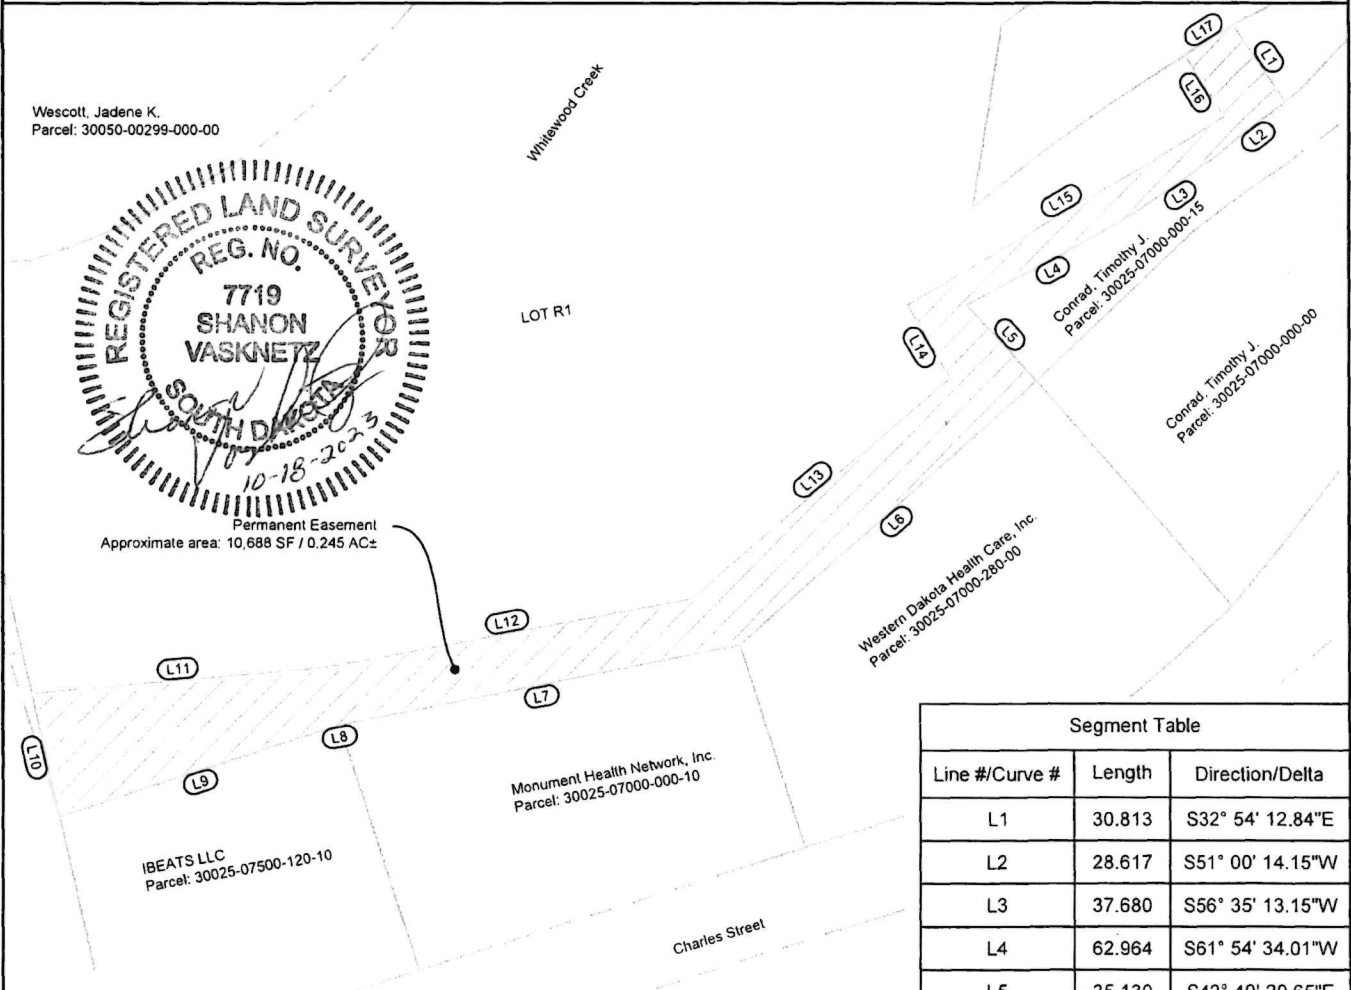 L17
L1
L16
L2
Wescott, Jadene K.
Parcel: 30050-00299-000-00
Whitewood Creek
L15
L3
REGISTERED LAND SURVEYOR
REG. NO.
7719
SHANON
VASKNETZ
SOUTH DAKOTA
10-18-2023
LOT R1
L4
Conrad, Timothy J.
Parcel: 30025-07000-000-15
L14
L5
Conrad, Timothy J.
Parcel: 30025-07000-000-00
L13
L6
Permanent Easement
Approximate area: 10,688 SF / 0.245 AC±
Western Dakota Health Care, Inc.
Parcel: 30025-07000-280-00
L12
L11
L7
L8
L10
L9
Monument Health Network, Inc.
Parcel: 30025-07000-000-10
IBEATS LLC
Parcel: 30025-07500-120-10
Charles Street
Segment Table
Line #/Curve # Length Direction/Delta
L1 30.813 S32° 54' 12.84"E
L2 28.617 S51° 00' 14.15"W
L3 37.680 S56° 35' 13.15"W
L4 62.964 S61° 54' 34.01"W